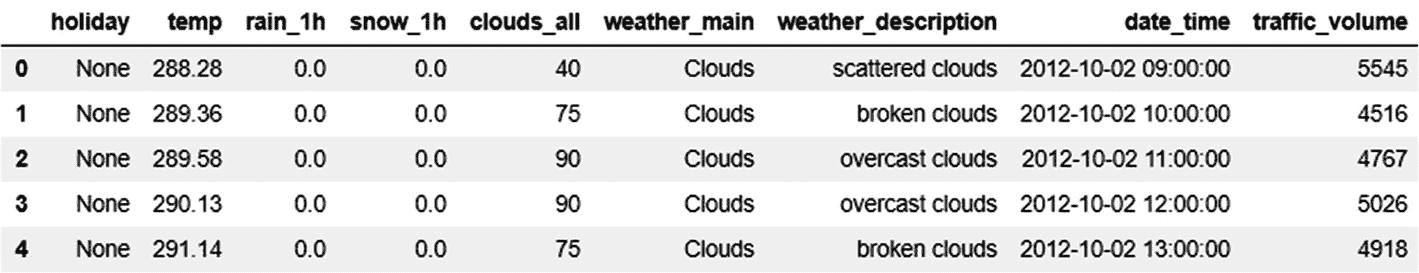 holiday temp rain_1h snow_1h clouds_all weather_main weather_description date_time traffic_volume
0 None 288.28 0.0 0.0 40 Clouds scattered clouds 2012-10-02 09:00:00 5545
1 None 289.36 0.0 0.0 75 Clouds broken clouds 2012-10-02 10:00:00 4516
2 None 289.58 0.0 0.0 90 Clouds overcast clouds 2012-10-02 11:00:00 4767
3 None 290.13 0.0 0.0 90 Clouds overcast clouds 2012-10-02 12:00:00 5026
4 None 291.14 0.0 0.0 75 Clouds broken clouds 2012-10-02 13:00:00 4918